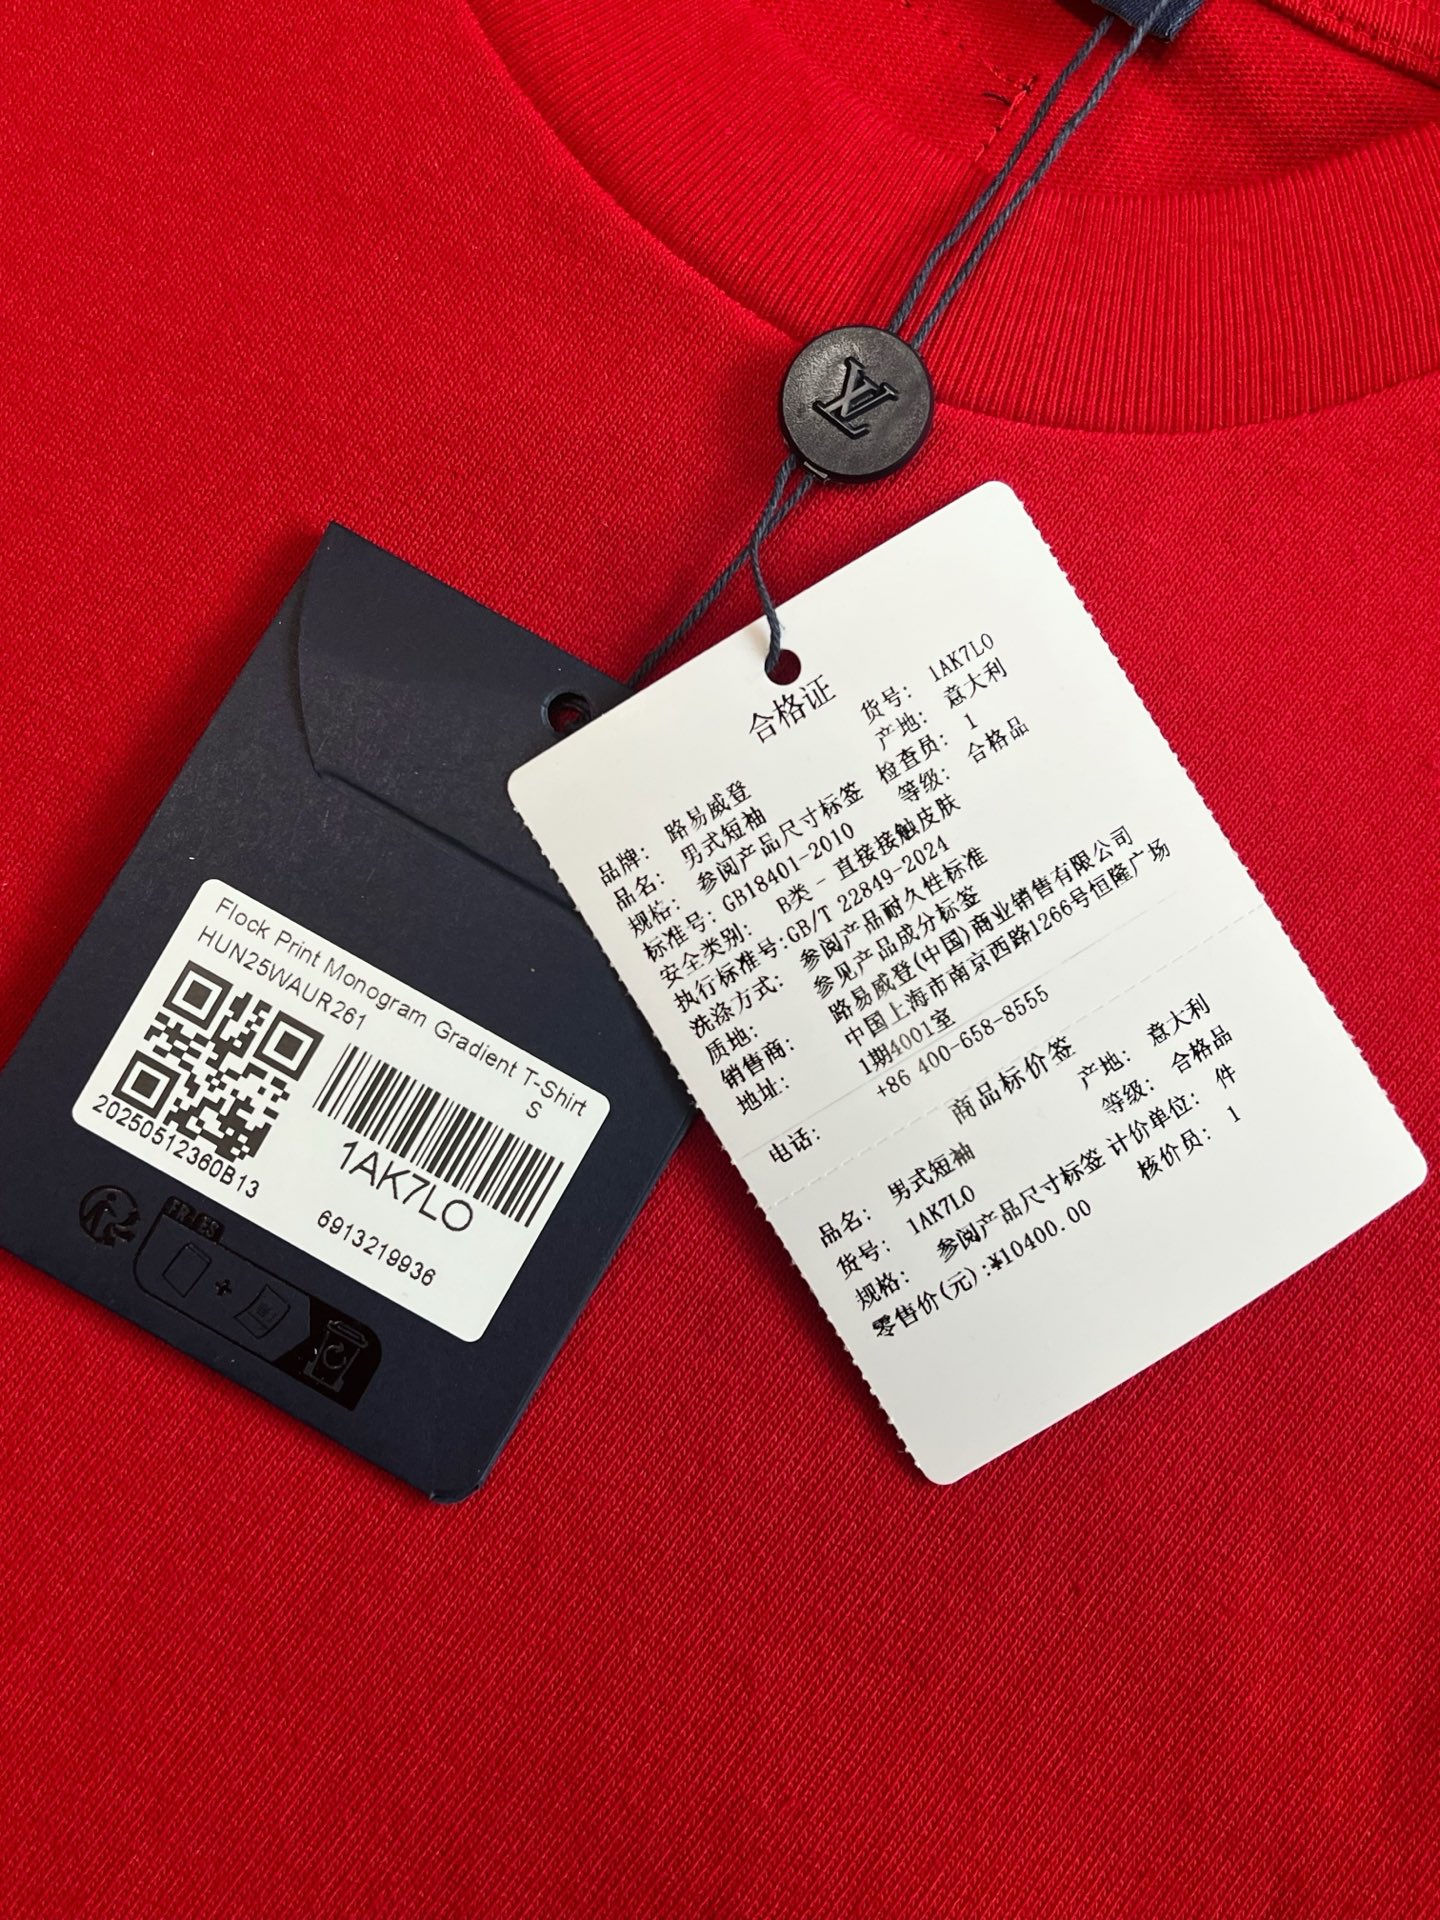 LV
Flock Print Monogram Gradient T-Shirt
HUN25WAUR261
S
20250512360B13
1AK7LO
6913219936
FR-ES
合格证
货号: 1AK7LO
产地: 意大利
检查员: 1
等级: 合格品
品牌: 路易威登
品名: 男式短袖
规格: 参阅产品尺寸标签
标准号: GB18401-2010
安全类别: B类 - 直接接触皮肤
执行标准号:GB/T 22849-2024
洗涤方式: 参阅产品耐久性标准
质地: 参见产品成分标签
销售商: 路易威登(中国)商业销售有限公司
地址: 中国上海市南京西路1266号恒隆广场
1期4001室
电话: +86 400-658-8555
商品标价签
品名: 男式短袖 产地: 意大利
货号: 1AK7LO 等级: 合格品
规格: 参阅产品尺寸标签 计价单位: 件
零售价(元):¥10400.00 核价员: 1